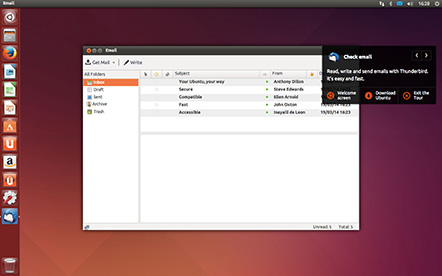 Email
16:28
Email
Get Mail
Write
All Folders
Subject
From
Inbox
Draft
Sent
Archive
Trash
Your Ubuntu, your way
Anthony Dillon
Secure
Steve Edwards
Compatible
Ellen Arnold
Fast
John Oxton
19/03/14 16:23
Accessible
Inayaili de Leon
19/03/14 16:23
Check email
Read, write and send emails with Thunderbird.
It's easy and fast.
Welcome
screen
Download
Ubuntu
Exit the
Tour
Unread: 5
Total: 5